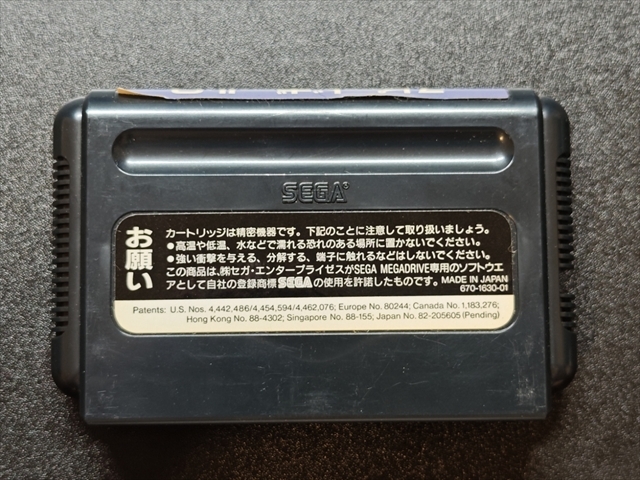 SEGA
お願い
カートリッジは精密機器です。下記のことに注意して取り扱いましょう。
●高温や低温、水などで濡れる恐れのある場所に置かないでください。
●強い衝撃を与える、分解する、端子に触れるなどはしないでください。
この商品は、㈱セガ・エンタープライゼスがSEGA MEGADRIVE専用のソフトウエ
アとして自社の登録商標SEGAの使用を許諾したものです。 MADE IN JAPAN
670-1630-01
Patents: U.S. Nos. 4,442,486/4,454,594/4,462,076; Europe No. 80244; Canada No. 1,183,276;
Hong Kong No. 88-4302; Singapore No. 88-155; Japan No. 82-205605 (Pending)